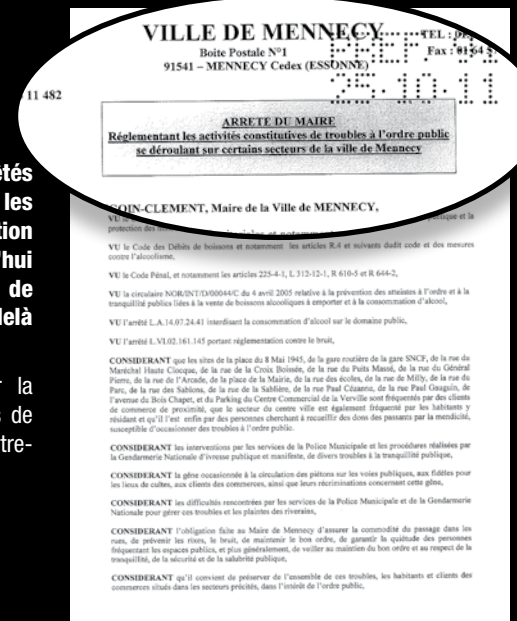 VILLE DE MENNECY
Boite Postale N°1
91541 – MENNECY Cedex (ESSONNE)
TEL :
Fax : 01 64
PREF. 91
25.10.11
11 482
ARRETE DU MAIRE
Réglementant les activités constitutives de troubles à l'ordre public
se déroulant sur certains secteurs de la ville de Mennecy
étés
les
tion
'hui
de
delà
r la
s de
ntre-
OIN-CLEMENT, Maire de la Ville de MENNECY,
VU le
protection des
VU le Code des Débits de boissons et notamment les articles R.4 et suivants dudit code et des mesures
contre l'alcoolisme,
VU le Code Pénal, et notamment les articles 225-4-1, L 312-12-1, R 610-5 et R 644-2,
VU la circulaire NOR/INT/D/00044/C du 4 avril 2005 relative à la prévention des atteintes à l'ordre et à la
tranquillité publics liées à la vente de boissons alcooliques à emporter et à la consommation d'alcool,
VU l'arrêté L.A.14.07.24.41 interdisant la consommation d'alcool sur le domaine public,
VU l'arrêté L.VI.02.161.145 portant réglementation contre le bruit,
CONSIDERANT que les sites de la place du 8 Mai 1945, de la gare routière de la gare SNCF, de la rue du
Maréchal Haute Clocque, de la rue de la Croix Boissée, de la rue du Puits Massé, de la rue du Général
Pierre, de la rue de l'Arcade, de la place de la Mairie, de la rue des écoles, de la rue de Milly, de la rue du
Parc, de la rue des Sablons, de la rue de la Sablière, de la rue Paul Cézanne, de la rue Paul Gauguin, de
l'avenue du Bois Chapet, et du Parking du Centre Commercial de la Verville sont fréquentés par des clients
de commerce de proximité, que le secteur du centre ville est également fréquenté par les habitants y
résidant et qu'il l'est enfin par des personnes cherchant à recueillir des dons des passants par la mendicité,
susceptible d'occasionner des troubles à l'ordre public.
CONSIDERANT les interventions par les services de la Police Municipale et les procédures réalisées par
la Gendarmerie Nationale d'ivresse publique et manifeste, de divers troubles à la tranquillité publique,
CONSIDERANT la gêne occasionnée à la circulation des piétons sur les voies publiques, aux fidèles pour
les lieux de cultes, aux clients des commerces, ainsi que leurs récriminations concernant cette gêne,
CONSIDERANT les difficultés rencontrées par les services de la Police Municipale et de la Gendarmerie
Nationale pour gérer ces troubles et les plaintes des riverains,
CONSIDERANT l'obligation faite au Maire de Mennecy d'assurer la commodité du passage dans les
rues, de prévenir les rixes, le bruit, de maintenir le bon ordre, de garantir la quiétude des personnes
fréquentant les espaces publics, et plus généralement, de veiller au maintien du bon ordre et au respect de la
tranquillité, de la sécurité et de la salubrité publique,
CONSIDERANT qu'il convient de préserver de l'ensemble de ces troubles, les habitants et clients des
commerces situés dans les secteurs précités, dans l'intérêt de l'ordre public,